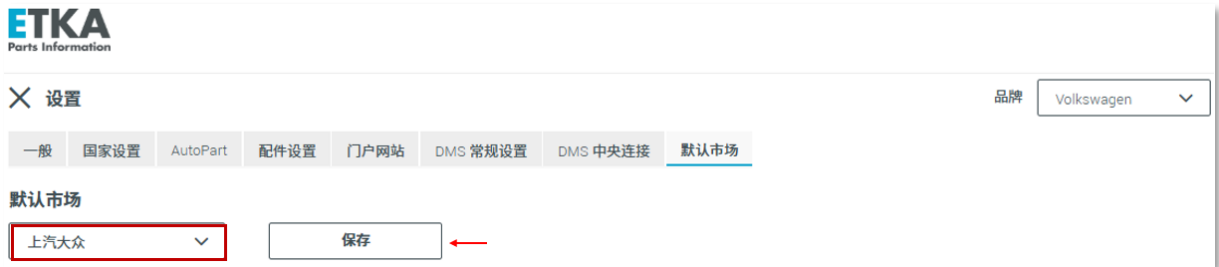 ETKA
Parts Information
设置
品牌 Volkswagen
一般 国家设置 AutoPart 配件设置 门户网站 DMS 常规设置 DMS 中央连接 默认市场
默认市场
上汽大众 保存